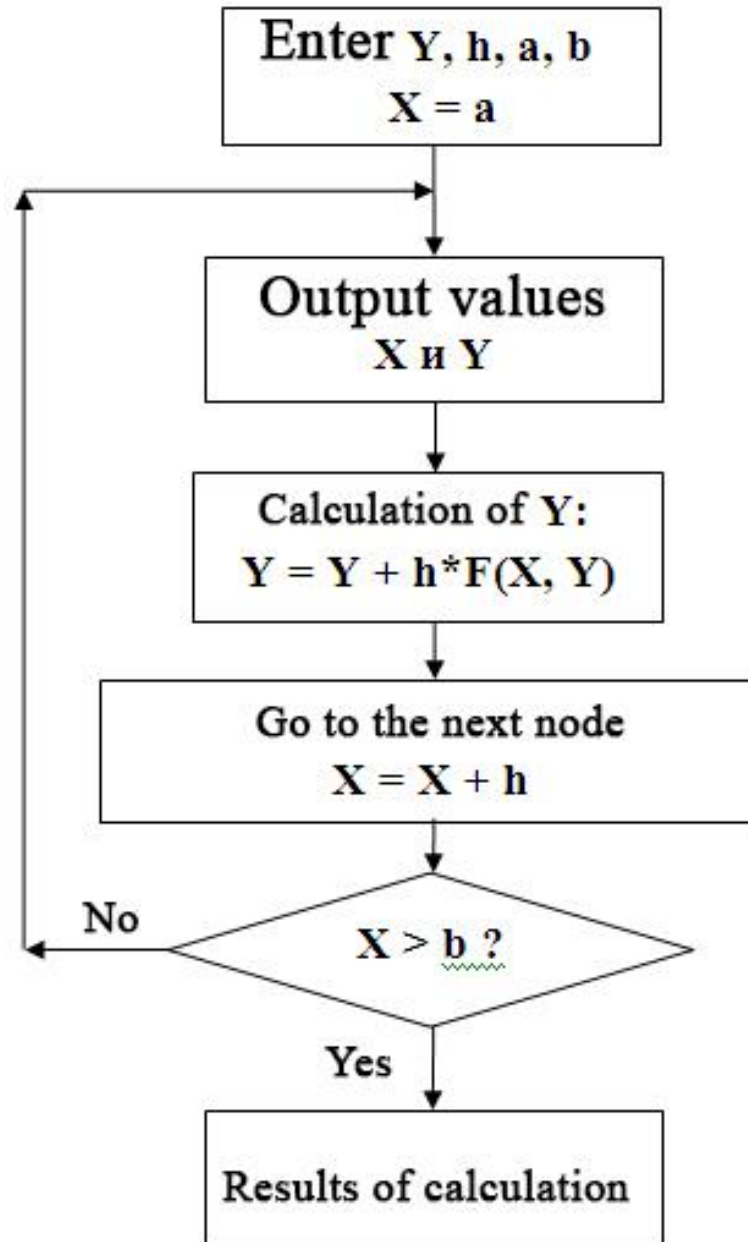 Enter Y, h, a, b
X = a
Output values
X и Y
Calculation of Y:
Y = Y + h*F(X, Y)
Go to the next node
X = X + h
No
X > b ?
Yes
Results of calculation